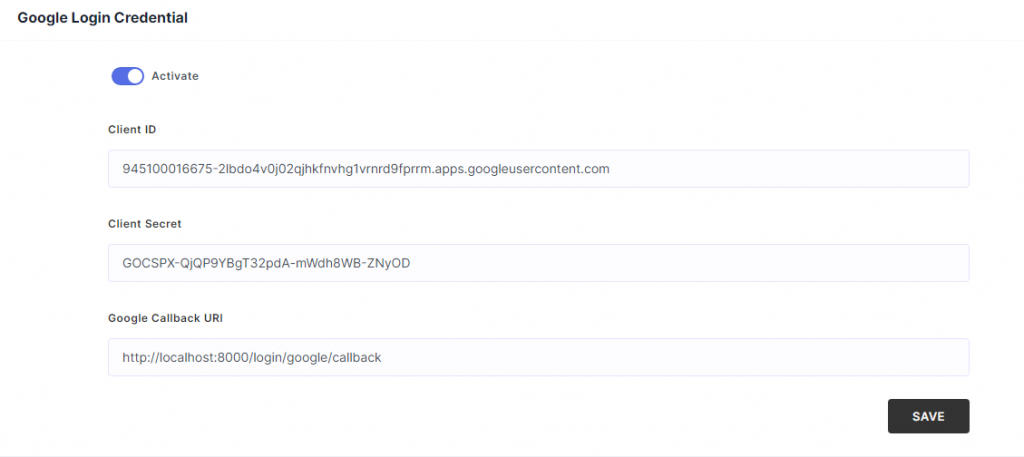 Google Login Credential
Activate
Client ID
945100016675-2lbdo4v0j02qjhkfnvhg1vrnrd9fprrm.apps.googleusercontent.com
Client Secret
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
Google Callback URI
http://localhost:8000/login/google/callback
SAVE